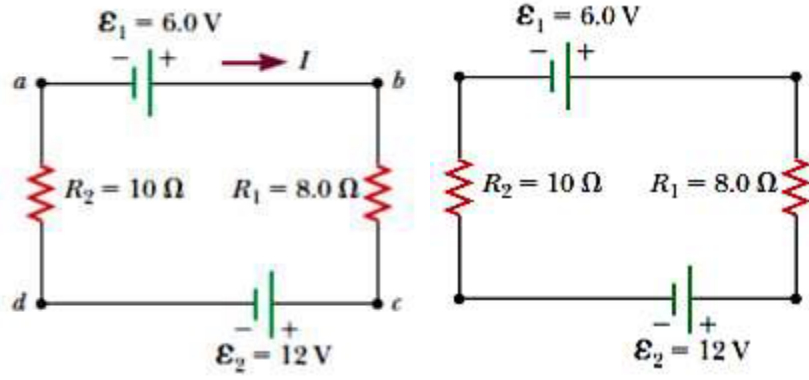 ℰ₁ = 6.0 V
− +
I
a
b
R₂ = 10 Ω
R₁ = 8.0 Ω
d
c
− +
ℰ₂ = 12 V
ℰ₁ = 6.0 V
− +
R₂ = 10 Ω
R₁ = 8.0 Ω
− +
ℰ₂ = 12 V